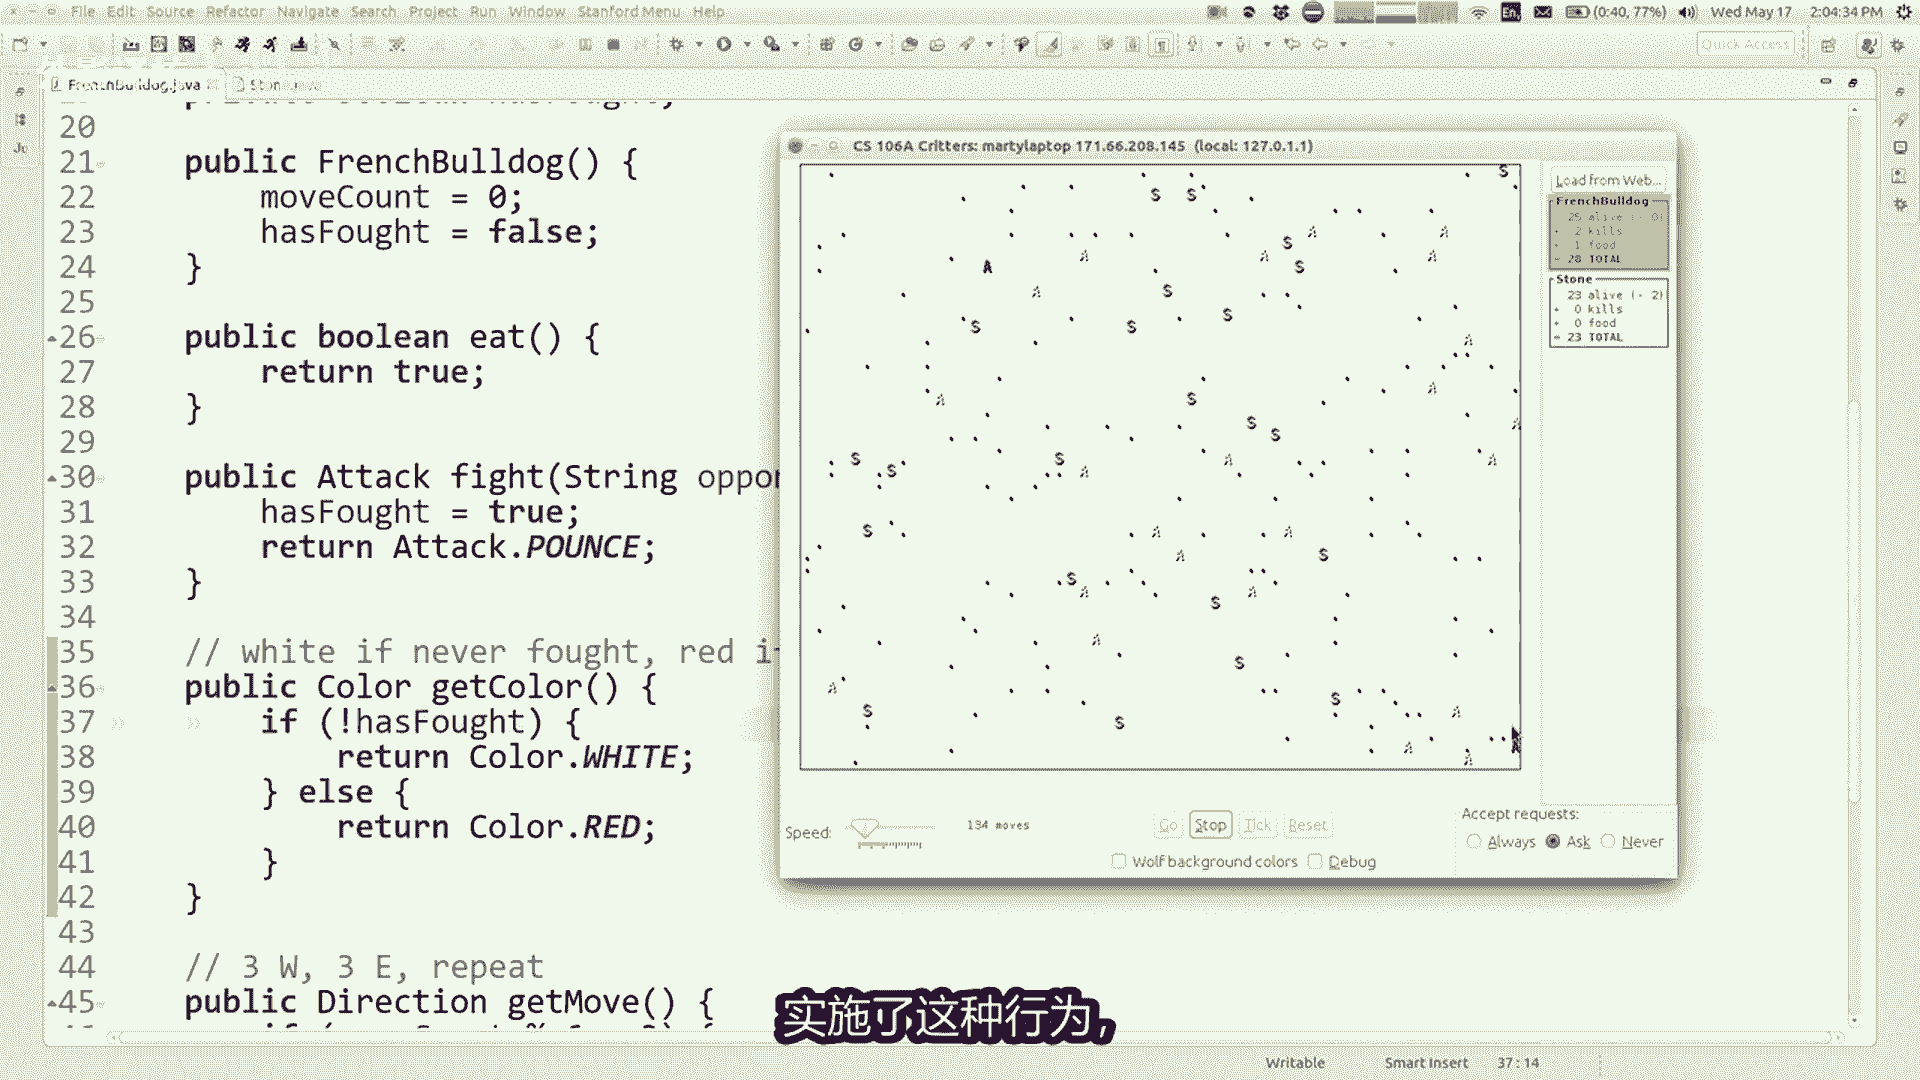 File Edit Source Refactor Navigate Search Project Run Window Stanford Menu Help
En
(0:40, 77%)
Wed May 17
2:04:34 PM
Quick Access
FrenchBulldog.java
Stone.java
20
21 public FrenchBulldog() {
22 moveCount = 0;
23 hasFought = false;
24 }
25
26 public boolean eat() {
27 return true;
28 }
29
30 public Attack fight(String oppo
31 hasFought = true;
32 return Attack.POUNCE;
33 }
34
35 // white if never fought, red i
36 public Color getColor() {
37 if (!hasFought) {
38 return Color.WHITE;
39 } else {
40 return Color.RED;
41 }
42 }
43
44 // 3 W, 3 E, repeat
45 public Direction getMove() {
CS 106A Critters: martylaptop 171.66.208.145 (local: 127.0.1.1)
Load from Web...
FrenchBulldog
25 alive (- 0)
+ 2 kills
+ 1 food
= 28 TOTAL
Stone
23 alive (- 2)
+ 0 kills
+ 0 food
= 23 TOTAL
Speed:
134 moves
Go
Stop
Tick
Reset
Accept requests:
Always
Ask
Never
Wolf background colors
Debug
实施了这种行为,
Writable
Smart Insert
37 : 14